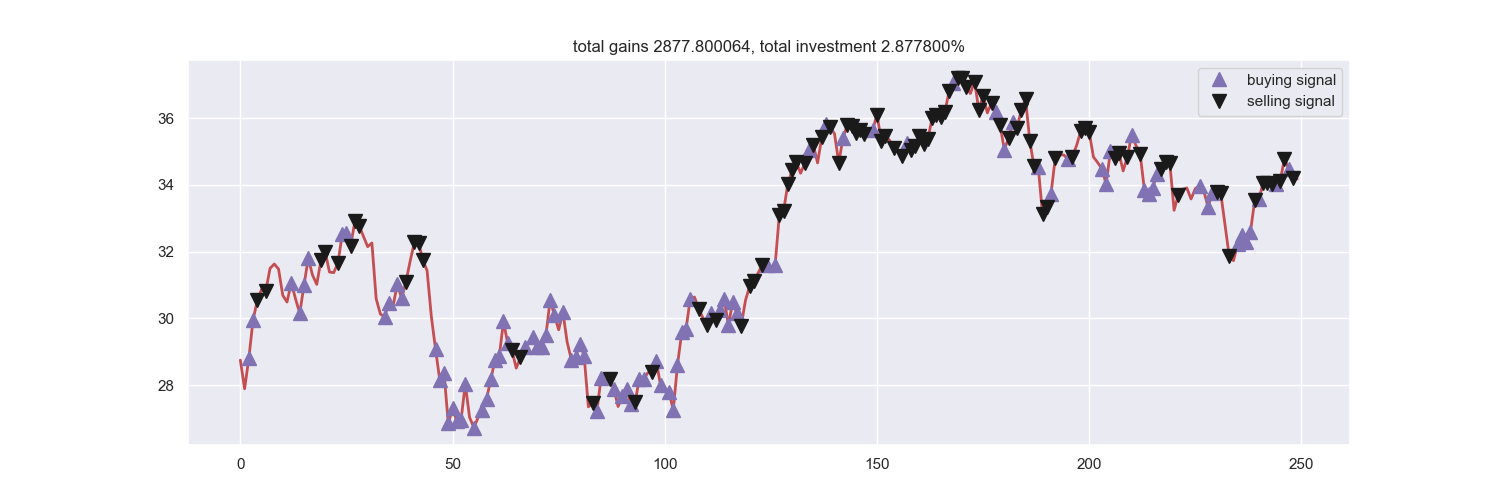 total gains 2877.800064, total investment 2.877800%
buying signal
selling signal
36
34
32
30
28
0 50 100 150 200 250